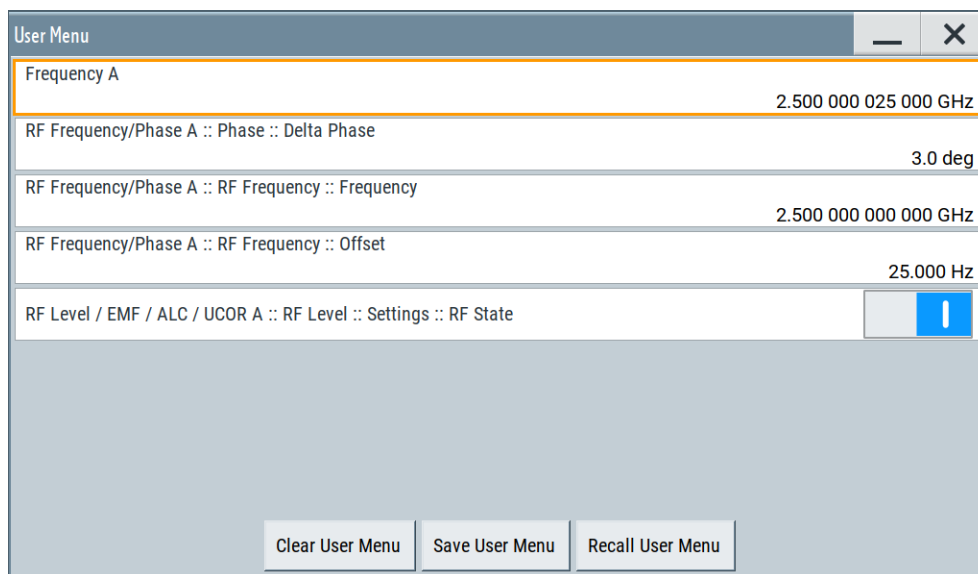 User Menu
Frequency A
2.500 000 025 000 GHz
RF Frequency/Phase A :: Phase :: Delta Phase
3.0 deg
RF Frequency/Phase A :: RF Frequency :: Frequency
2.500 000 000 000 GHz
RF Frequency/Phase A :: RF Frequency :: Offset
25.000 Hz
RF Level / EMF / ALC / UCOR A :: RF Level :: Settings :: RF State
Clear User Menu Save User Menu Recall User Menu